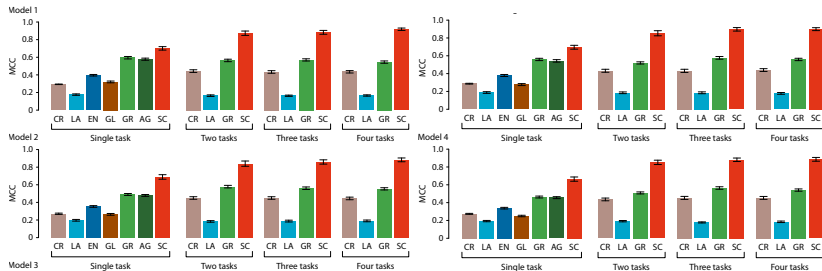 Model 1
1.0
0.8
0.6
0.4
0.2
0
MCC
CR LA EN GL GR AG SC CR LA GR SC CR LA GR SC CR LA GR SC
Single task Two tasks Three tasks Four tasks
1.0
0.8
0.6
0.4
0.2
0
MCC
CR LA EN GL GR AG SC CR LA GR SC CR LA GR SC CR LA GR SC
Single task Two tasks Three tasks Four tasks
Model 2
1.0
0.8
0.6
0.4
0.2
0
MCC
CR LA EN GL GR AG SC CR LA GR SC CR LA GR SC CR LA GR SC
Single task Two tasks Three tasks Four tasks
Model 4
1.0
0.8
0.6
0.4
0.2
0
MCC
CR LA EN GL GR AG SC CR LA GR SC CR LA GR SC CR LA GR SC
Single task Two tasks Three tasks Four tasks
Model 3